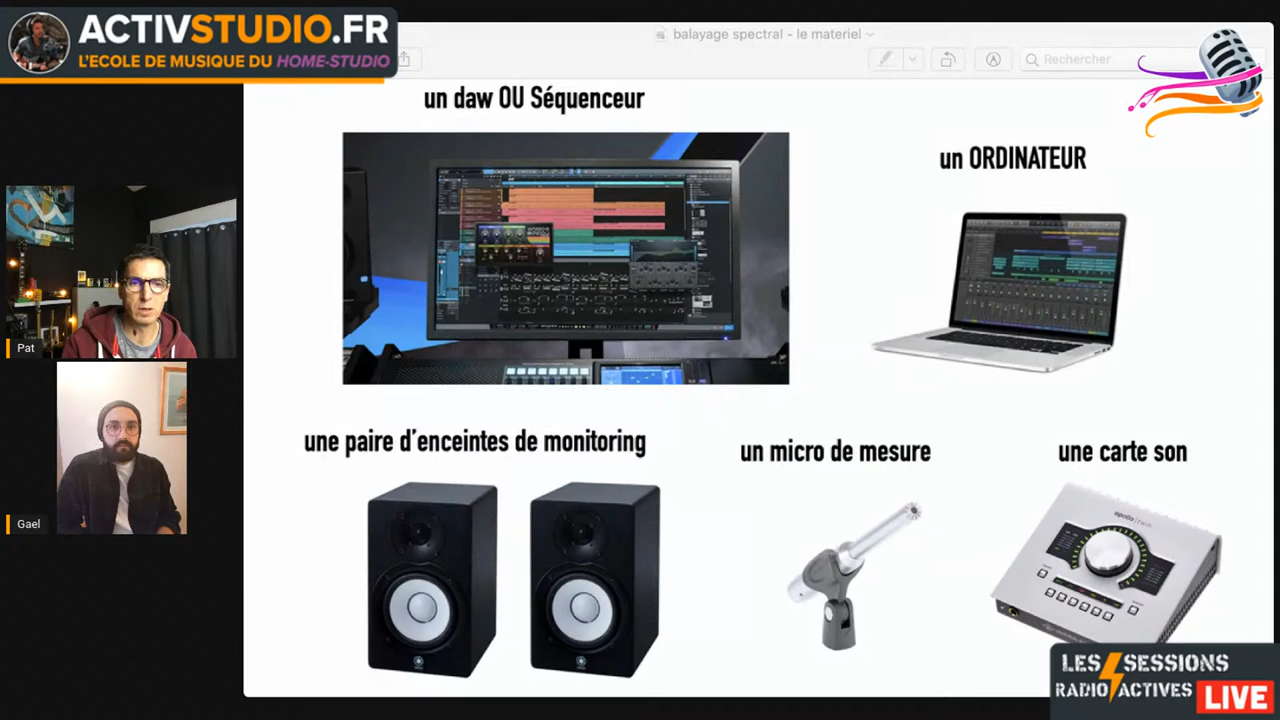 ACTIVSTUDIO.FR
L'ECOLE DE MUSIQUE DU HOME-STUDIO
balayage spectral - le materiel
Rechercher
un daw OU Séquenceur
un ORDINATEUR
Pat
une paire d'enceintes de monitoring
un micro de mesure
une carte son
Gael
apollo twin
LES SESSIONS
RADIO ACTIVES
LIVE